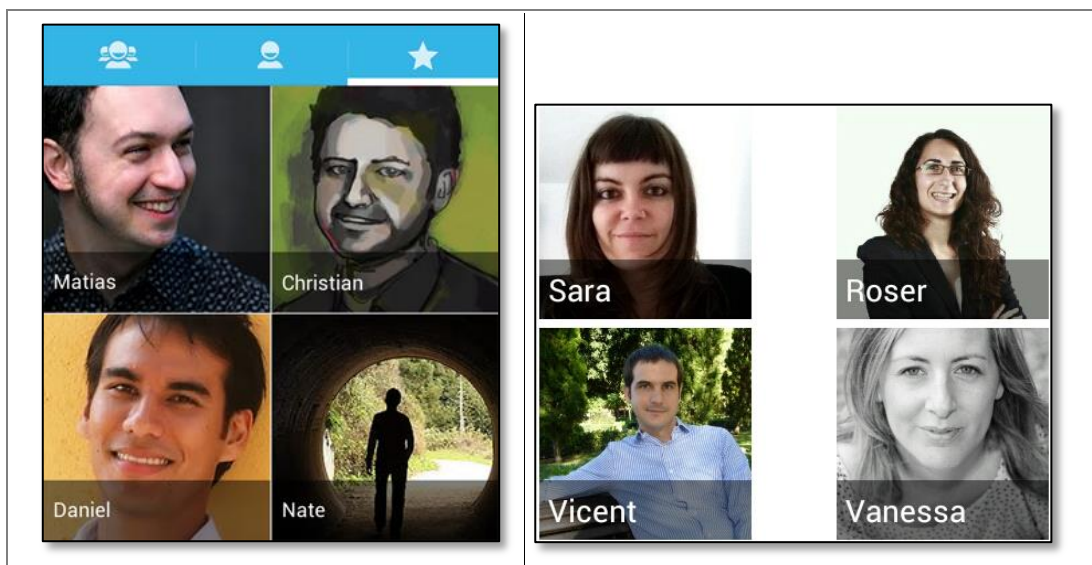 Matias
Christian
Daniel
Nate
Sara
Roser
Vicent
Vanessa